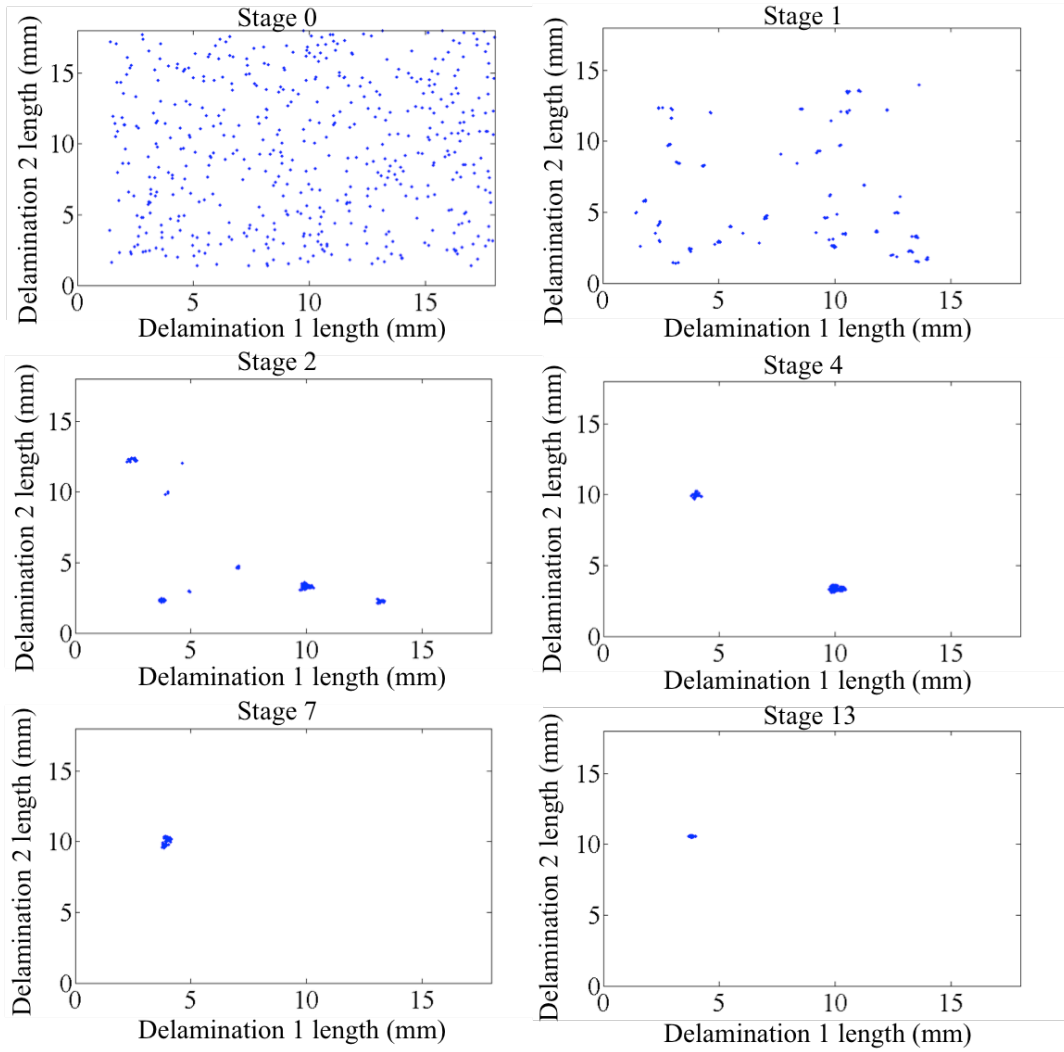 Stage 0
Delamination 2 length (mm)
15
10
5
0
0 5 10 15
Delamination 1 length (mm)
Stage 1
Delamination 2 length (mm)
15
10
5
0
0 5 10 15
Delamination 1 length (mm)
Stage 2
Delamination 2 length (mm)
15
10
5
0
0 5 10 15
Delamination 1 length (mm)
Stage 4
Delamination 2 length (mm)
15
10
5
0
0 5 10 15
Delamination 1 length (mm)
Stage 7
Delamination 2 length (mm)
15
10
5
0
0 5 10 15
Delamination 1 length (mm)
Stage 13
Delamination 2 length (mm)
15
10
5
0
0 5 10 15
Delamination 1 length (mm)